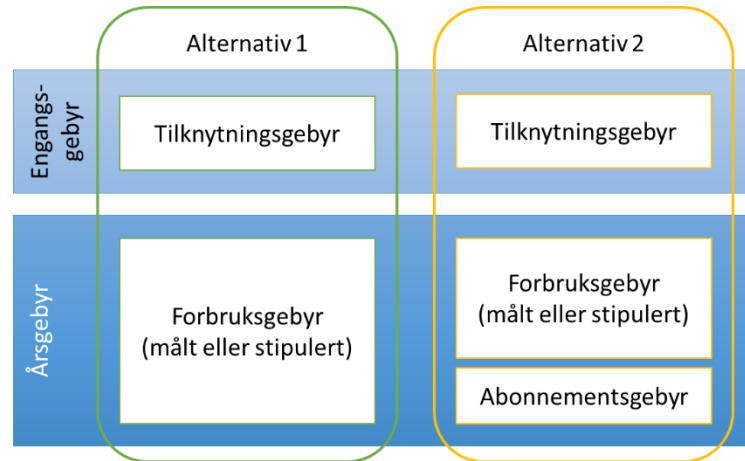 Alternativ 1
Alternativ 2
Engangs-
gebyr
Tilknytningsgebyr
Tilknytningsgebyr
Årsgebyr
Forbruksgebyr
(målt eller stipulert)
Forbruksgebyr
(målt eller stipulert)
Abonnementsgebyr